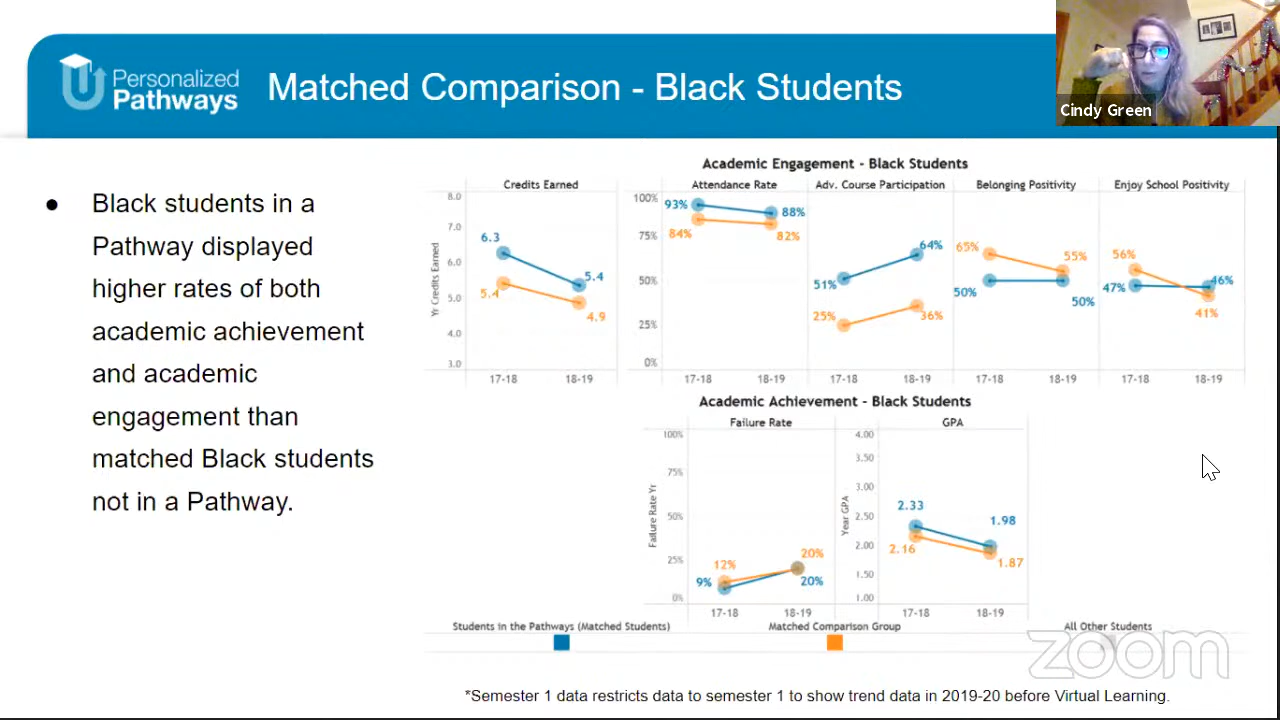 Personalized
Pathways
Matched Comparison - Black Students
Cindy Green
● Black students in a
Pathway displayed
higher rates of both
academic achievement
and academic
engagement than
matched Black students
not in a Pathway.
Academic Engagement - Black Students
Credits Earned
Attendance Rate
Adv. Course Participation
Belonging Positivity
Enjoy School Positivity
Yr Credits Earned
8.0
7.0
6.0
5.0
4.0
3.0
6.3
5.4
5.4
4.9
17-18
18-19
100%
75%
50%
25%
0%
93%
88%
84%
82%
17-18
18-19
51%
64%
25%
36%
17-18
18-19
65%
55%
50%
50%
17-18
18-19
56%
46%
47%
41%
17-18
18-19
Academic Achievement - Black Students
Failure Rate
GPA
Failure Rate Yr
100%
75%
50%
25%
0%
12%
20%
9%
20%
17-18
18-19
Year GPA
4.00
3.50
3.00
2.50
2.00
1.50
1.00
2.33
1.98
2.16
1.87
17-18
18-19
Students in the Pathways (Matched Students)
Matched Comparison Group
All Other Students
zoom
*Semester 1 data restricts data to semester 1 to show trend data in 2019-20 before Virtual Learning.